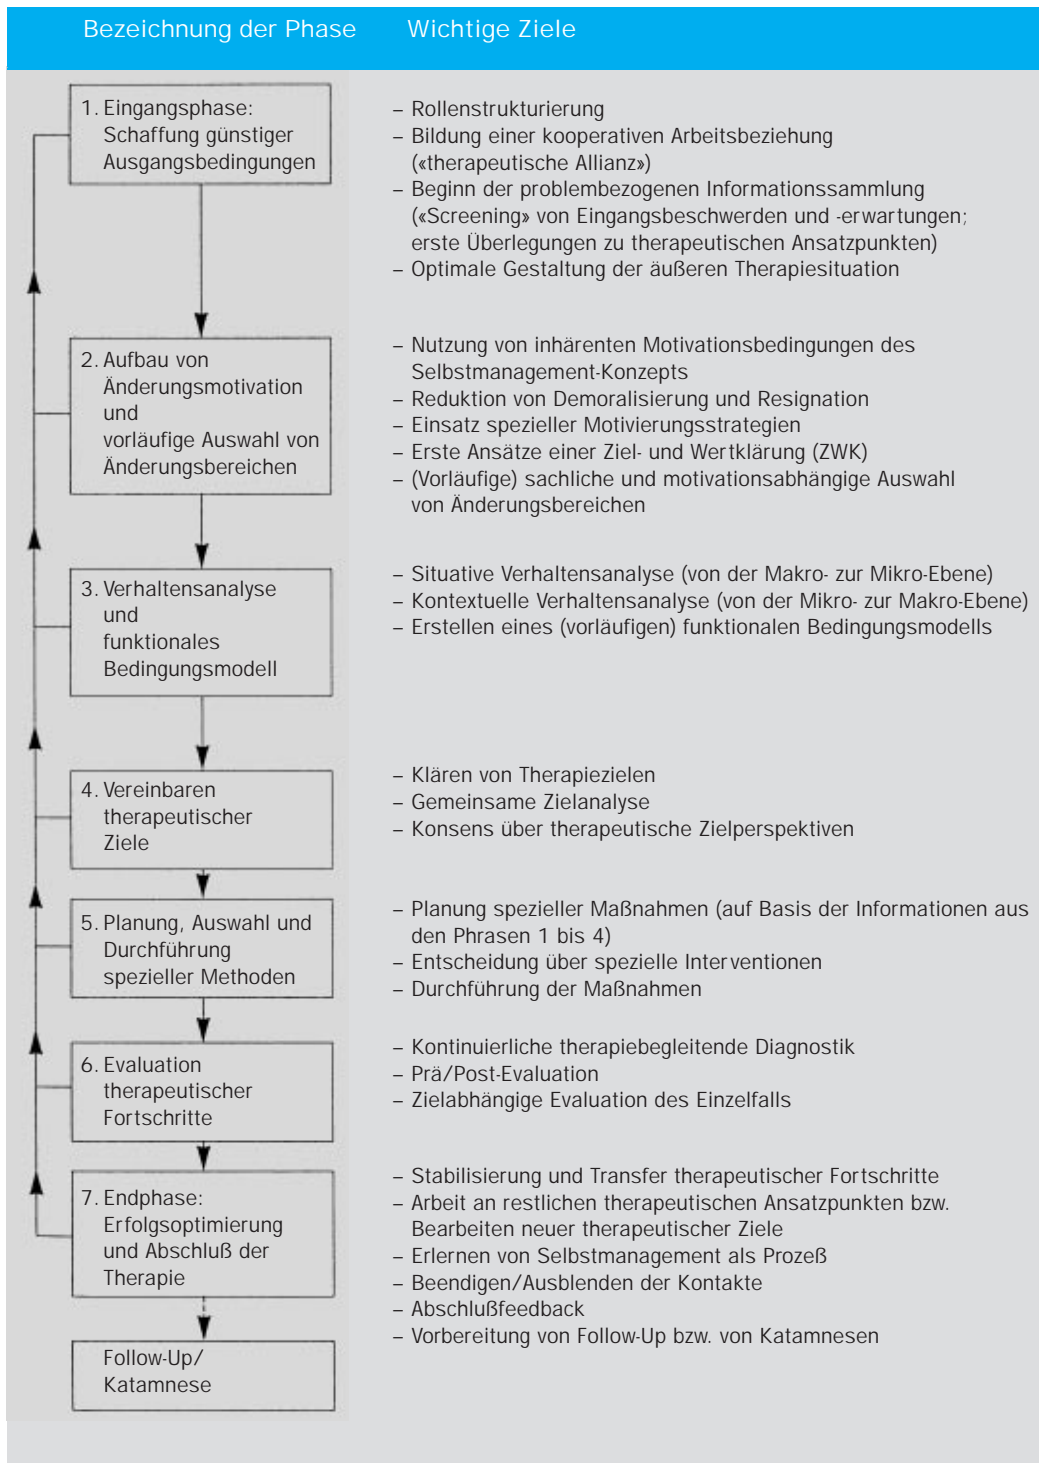 Bezeichnung der Phase Wichtige Ziele
1. Eingangsphase:
Schaffung günstiger
Ausgangsbedingungen
– Rollenstrukturierung
– Bildung einer kooperativen Arbeitsbeziehung
(«therapeutische Allianz»)
– Beginn der problembezogenen Informationssammlung
(«Screening» von Eingangsbeschwerden und -erwartungen;
erste Überlegungen zu therapeutischen Ansatzpunkten)
– Optimale Gestaltung der äußeren Therapiesituation
2. Aufbau von
Änderungsmotivation
und
vorläufige Auswahl von
Änderungsbereichen
– Nutzung von inhärenten Motivationsbedingungen des
Selbstmanagement-Konzepts
– Reduktion von Demoralisierung und Resignation
– Einsatz spezieller Motivierungsstrategien
– Erste Ansätze einer Ziel- und Wertklärung (ZWK)
– (Vorläufige) sachliche und motivationsabhängige Auswahl
von Änderungsbereichen
3. Verhaltensanalyse
und
funktionales
Bedingungsmodell
– Situative Verhaltensanalyse (von der Makro- zur Mikro-Ebene)
– Kontextuelle Verhaltensanalyse (von der Mikro- zur Makro-Ebene)
– Erstellen eines (vorläufigen) funktionalen Bedingungsmodells
4. Vereinbaren
therapeutischer
Ziele
– Klären von Therapiezielen
– Gemeinsame Zielanalyse
– Konsens über therapeutische Zielperspektiven
5. Planung, Auswahl und
Durchführung
spezieller Methoden
– Planung spezieller Maßnahmen (auf Basis der Informationen aus
den Phrasen 1 bis 4)
– Entscheidung über spezielle Interventionen
– Durchführung der Maßnahmen
6. Evaluation
therapeutischer
Fortschritte
– Kontinuierliche therapiebegleitende Diagnostik
– Prä/Post-Evaluation
– Zielabhängige Evaluation des Einzelfalls
7. Endphase:
Erfolgsoptimierung
und Abschluß der
Therapie
– Stabilisierung und Transfer therapeutischer Fortschritte
– Arbeit an restlichen therapeutischen Ansatzpunkten bzw.
Bearbeiten neuer therapeutischer Ziele
– Erlernen von Selbstmanagement als Prozeß
– Beendigen/Ausblenden der Kontakte
– Abschlußfeedback
– Vorbereitung von Follow-Up bzw. von Katamnesen
Follow-Up/
Katamnese